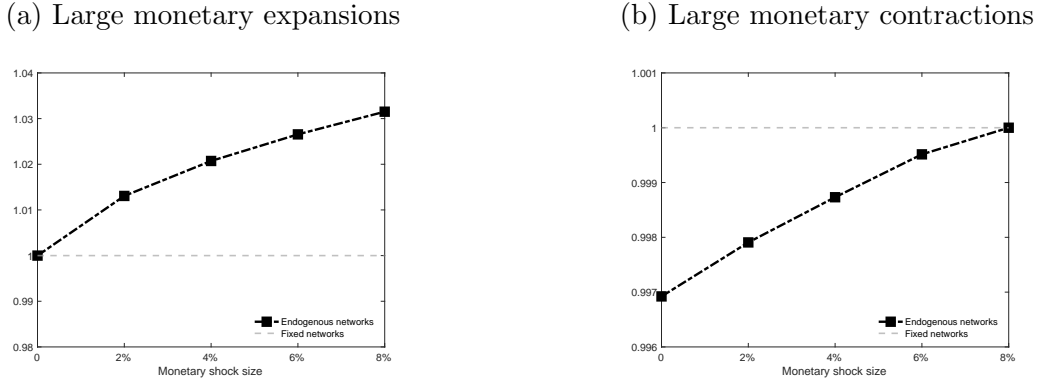 (a) Large monetary expansions
1.04
1.03
1.02
1.01
1
0.99
0.98
0
2%
4%
6%
8%
Monetary shock size
Endogenous networks
Fixed networks
(b) Large monetary contractions
1.001
1
0.999
0.998
0.997
0.996
0
2%
4%
6%
8%
Monetary shock size
Endogenous networks
Fixed networks